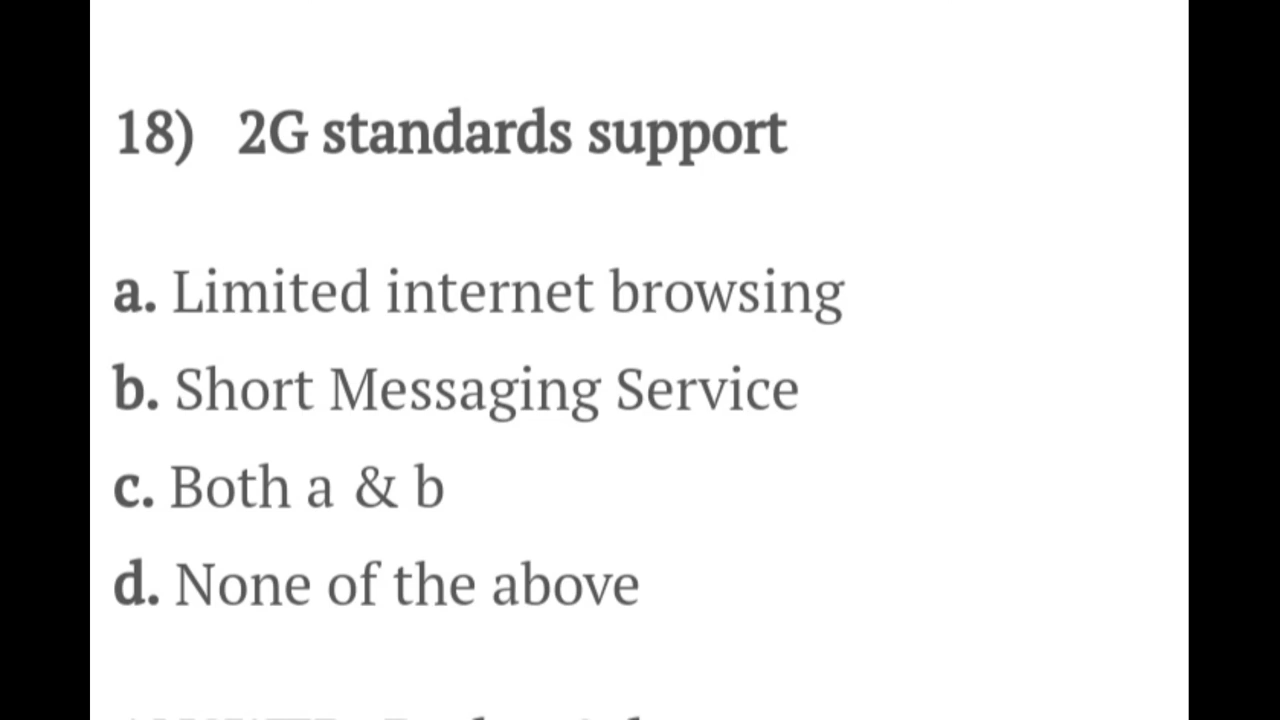 18) 2G standards support
a. Limited internet browsing
b. Short Messaging Service
c. Both a & b
d. None of the above